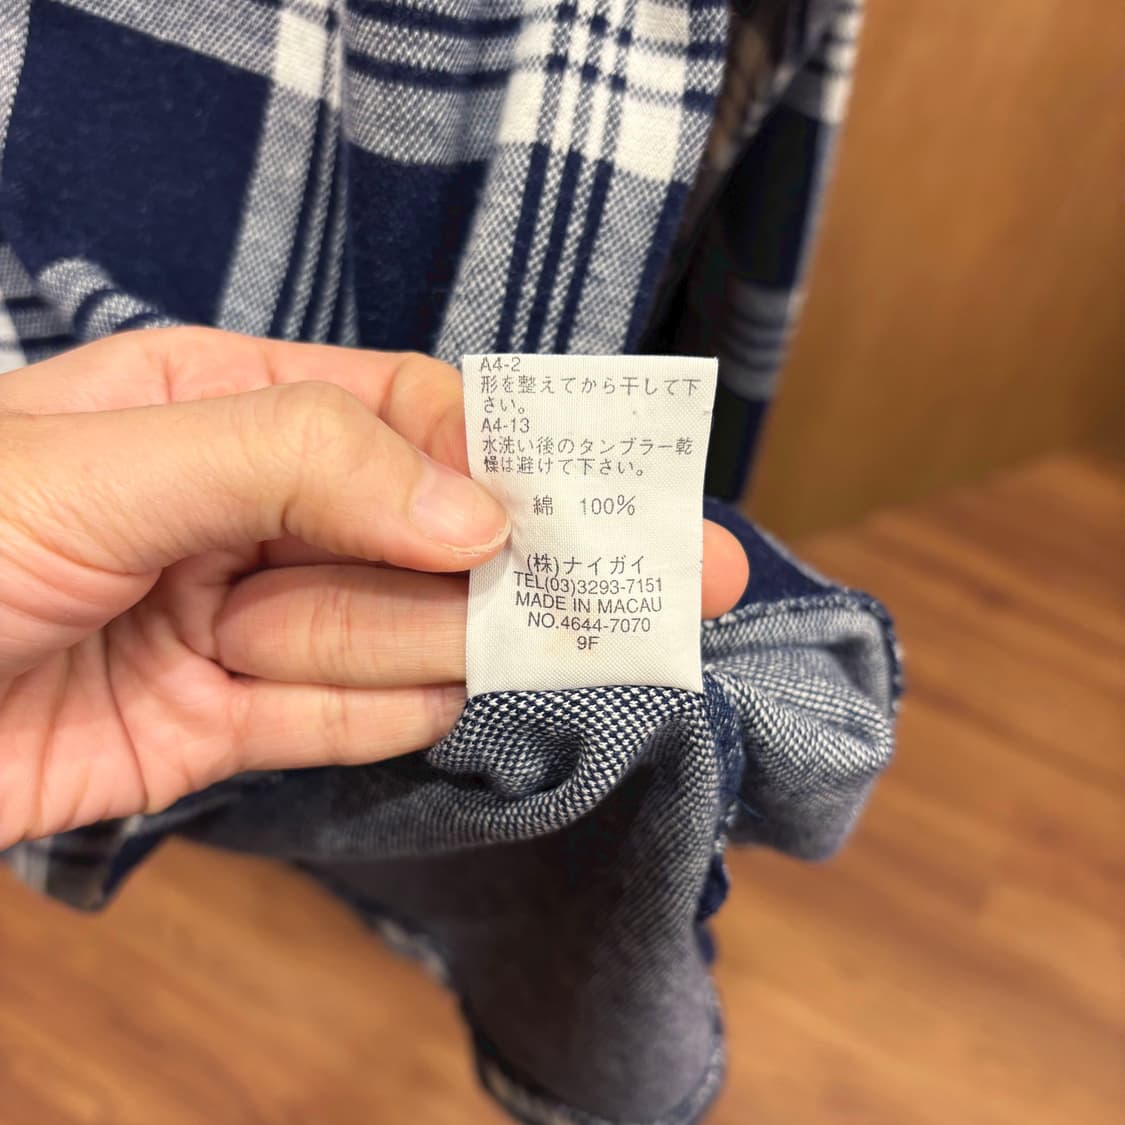 A4-2
形を整えてから干して下
さい。
A4-13
水洗い後のタンブラー乾
燥は避けて下さい。
綿 100%
(株)ナイガイ
TEL(03)3293-7151
MADE IN MACAU
NO.4644-7070
9F